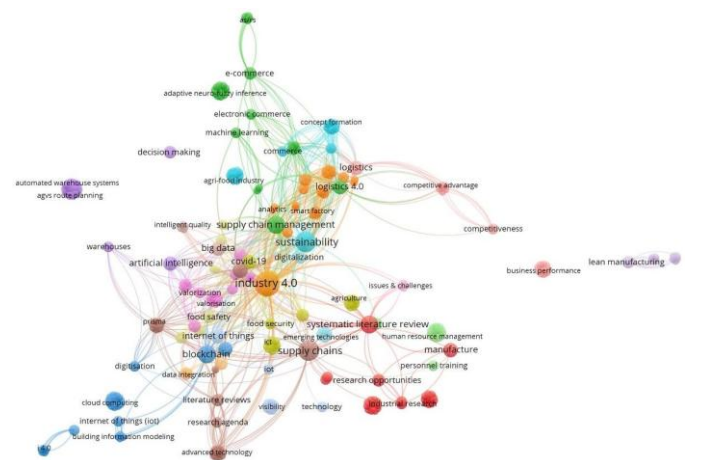 as/rs
e-commerce
adaptive neuro-fuzzy inference
electronic commerce
concept formation
machine learning
decision making
commerce
logistics
automated warehouse systems
agri-food industry
logistics 4.0
competitive advantage
agvs route planning
analytics
smart factory
intelligent quality
supply chain management
competitiveness
warehouses
big data
sustainability
artificial intelligence
covid-19
digitalization
lean manufacturing
business performance
industry 4.0
issues & challenges
valorization
valorisation
agriculture
prisma
food safety
food security
systematic literature review
internet of things
emerging technologies
human resource management
ict
blockchain
supply chains
manufacture
digitisation
iot
personnel training
data integration
research opportunities
cloud computing
literature reviews
visibility
technology
industrial research
internet of things (iot)
research agenda
building information modeling
advanced technology